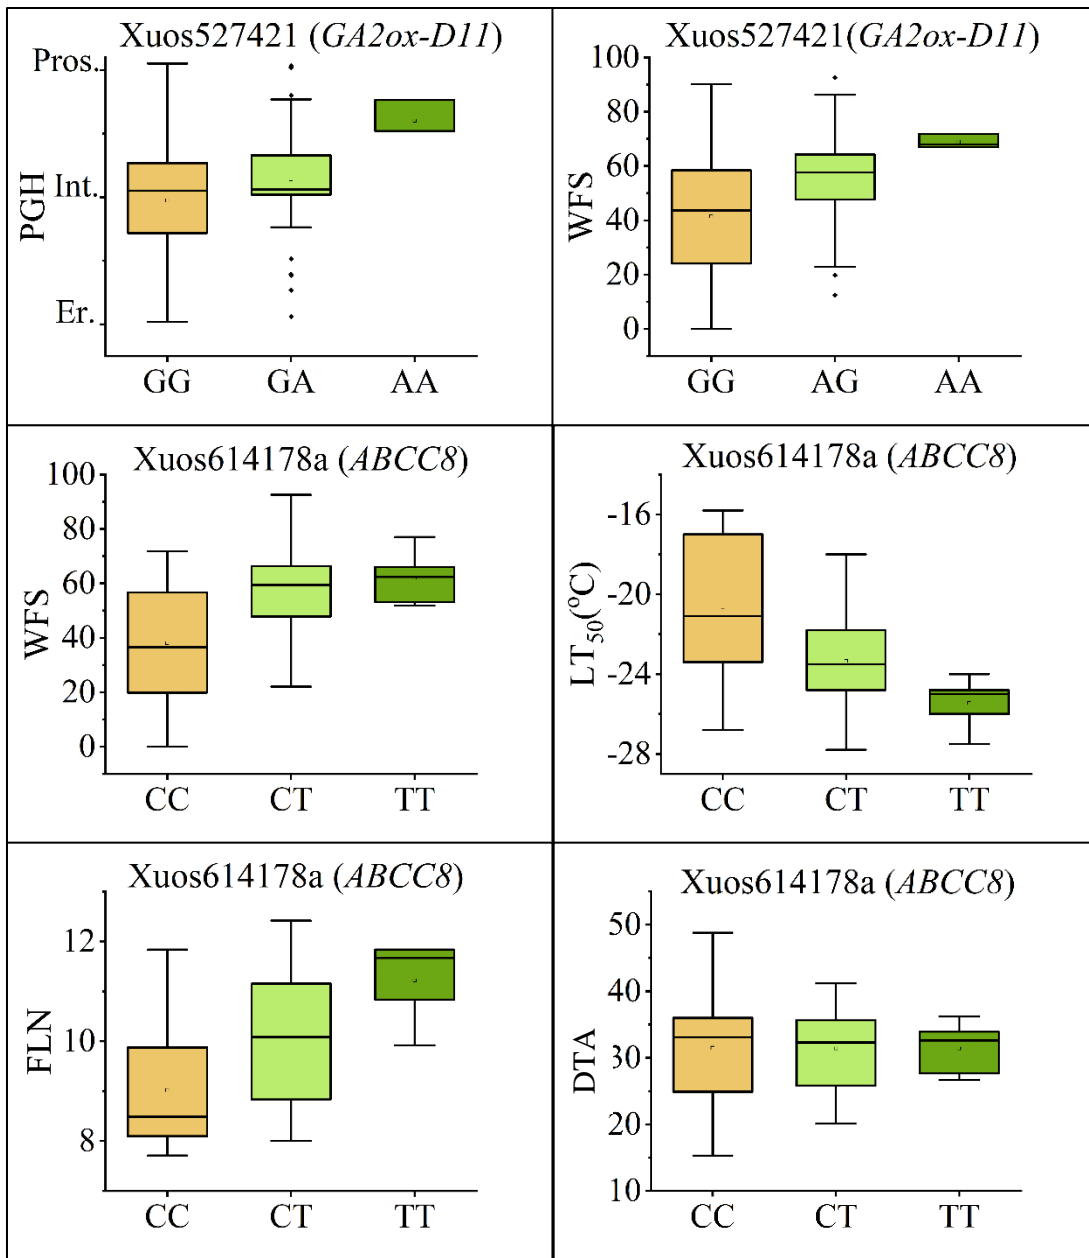 Xuos527421 (GA2ox-D11)
Pros.
Int.
Er.
PGH
GG GA AA
Xuos527421(GA2ox-D11)
100
80
60
40
20
0
WFS
GG AG AA
Xuos614178a (ABCC8)
100
80
60
40
20
0
WFS
CC CT TT
Xuos614178a (ABCC8)
-16
-20
-24
-28
LT₅₀(°C)
CC CT TT
Xuos614178a (ABCC8)
12
10
8
FLN
CC CT TT
Xuos614178a (ABCC8)
50
40
30
20
10
DTA
CC CT TT